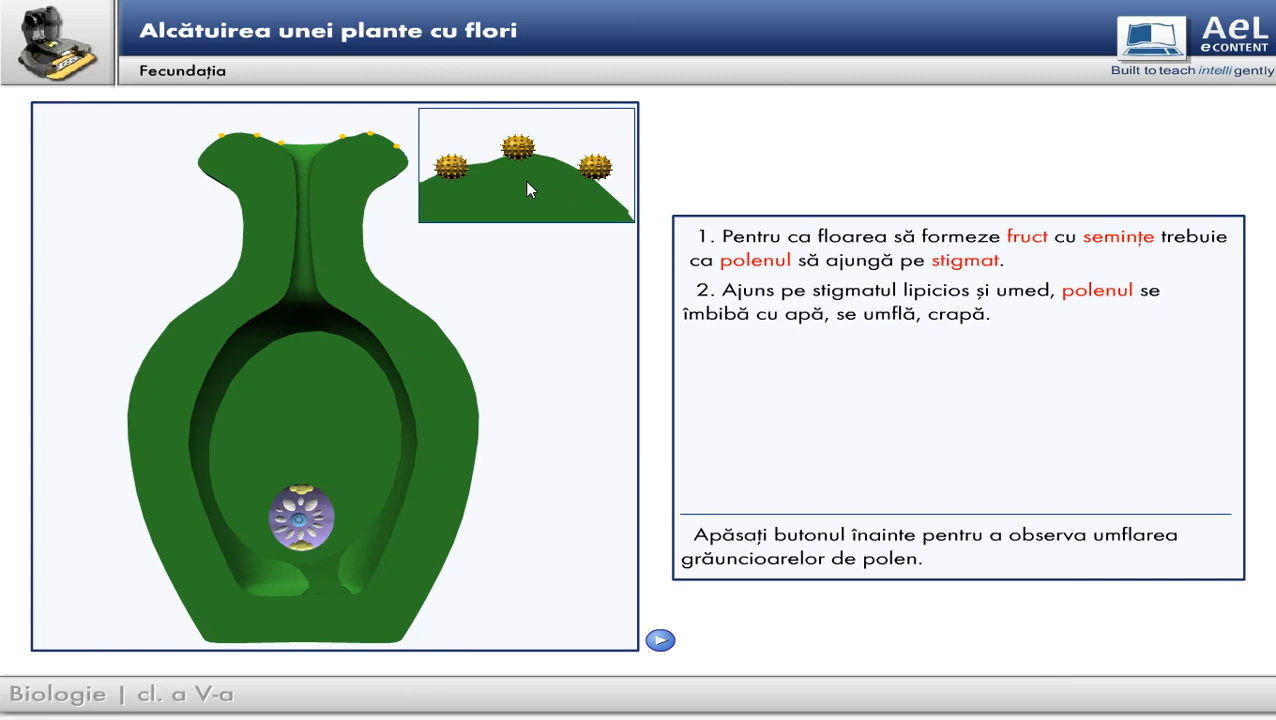 Alcătuirea unei plante cu flori
AeL
eCONTENT
Fecundația
Built to teach intelligently
1. Pentru ca floarea să formeze fruct cu semințe trebuie
ca polenul să ajungă pe stigmat.
2. Ajuns pe stigmatul lipicios și umed, polenul se
îmbibă cu apă, se umflă, crapă.
Apăsați butonul înainte pentru a observa umflarea
grăuncioarelor de polen.
Biologie | cl. a V-a